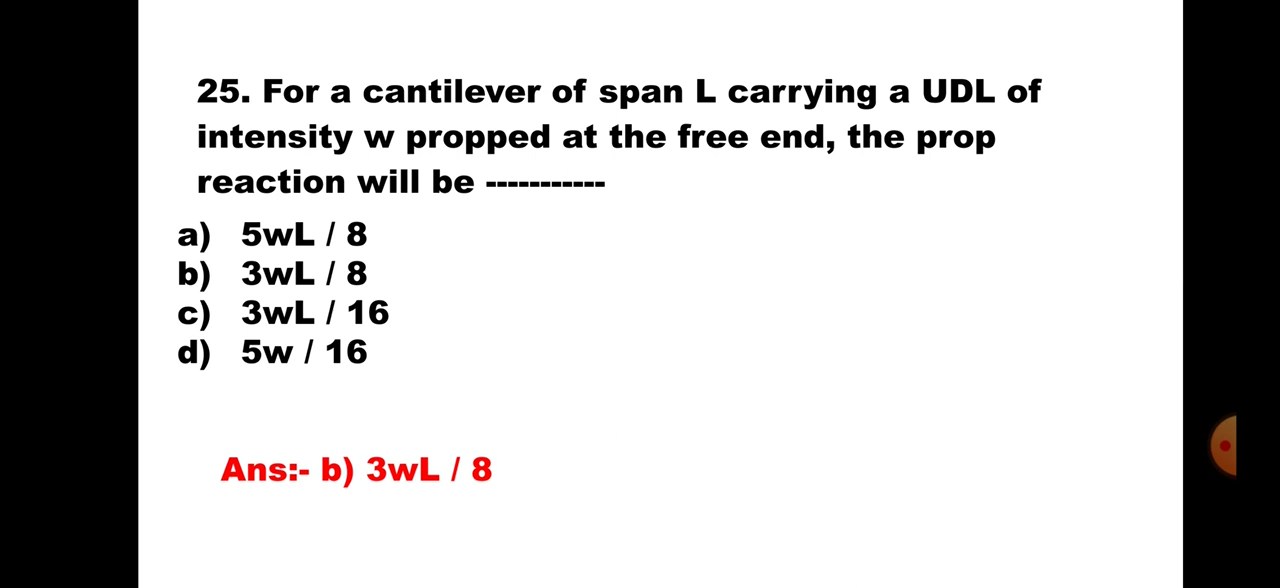 25. For a cantilever of span L carrying a UDL of
intensity w propped at the free end, the prop
reaction will be -----------
a) 5wL / 8
b) 3wL / 8
c) 3wL / 16
d) 5w / 16
Ans:- b) 3wL / 8